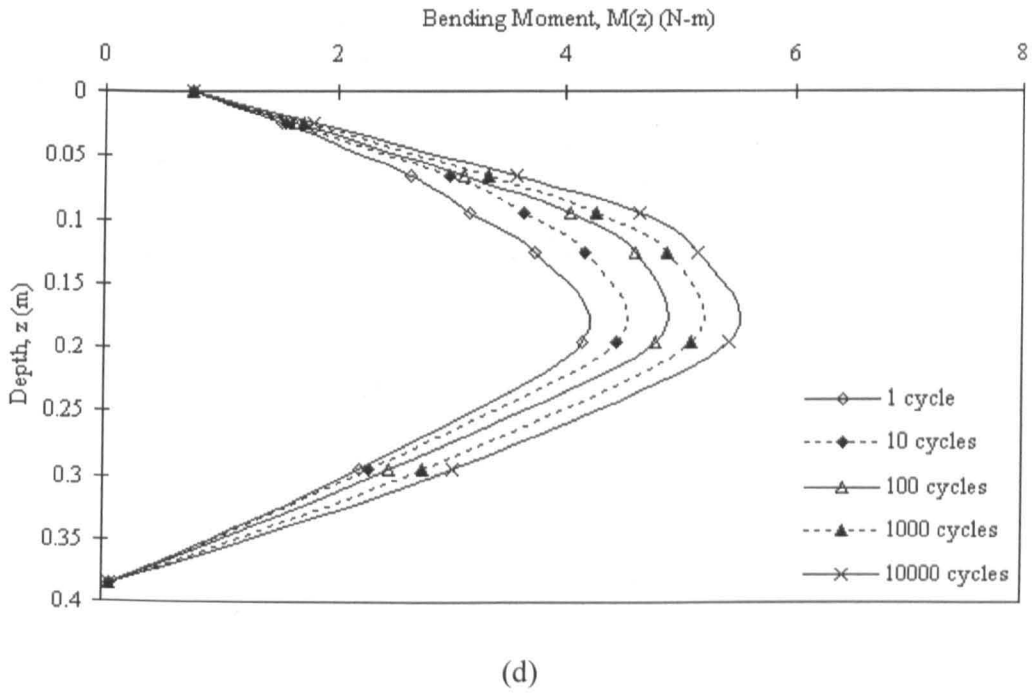 Bending Moment, M(z) (N-m)
0 2 4 6 8
0
0.05
0.1
0.15
0.2
0.25
0.3
0.35
0.4
Depth, z (m)
1 cycle
10 cycles
100 cycles
1000 cycles
10000 cycles
(d)